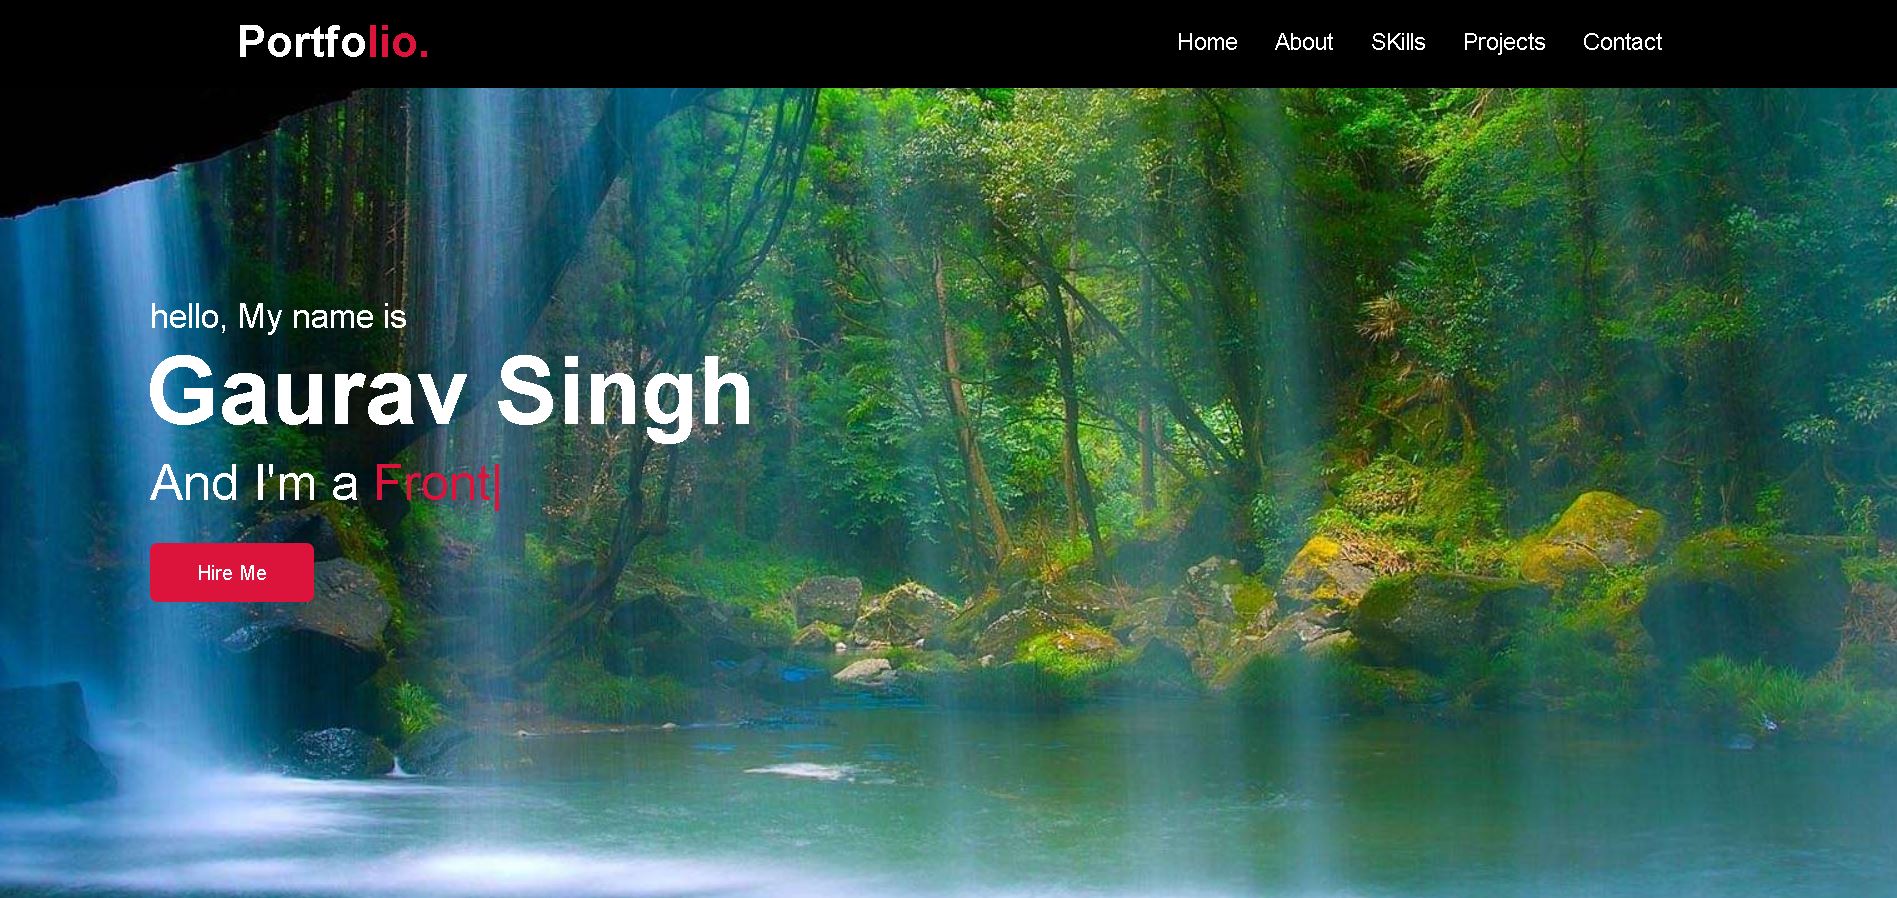 Portfolio.
Home About SKills Projects Contact
hello, My name is
Gaurav Singh
And I'm a Front|
Hire Me